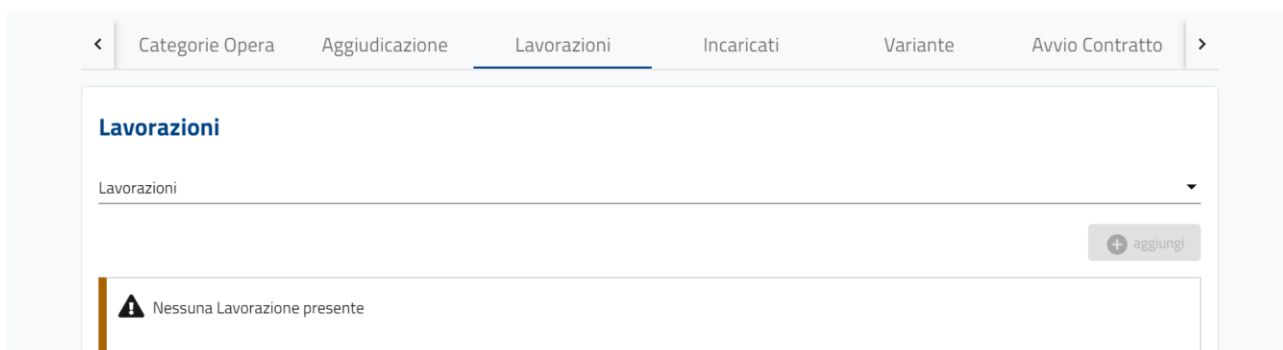 Categorie Opera Aggiudicazione Lavorazioni Incaricati Variante Avvio Contratto
Lavorazioni
Lavorazioni
aggiungi
Nessuna Lavorazione presente